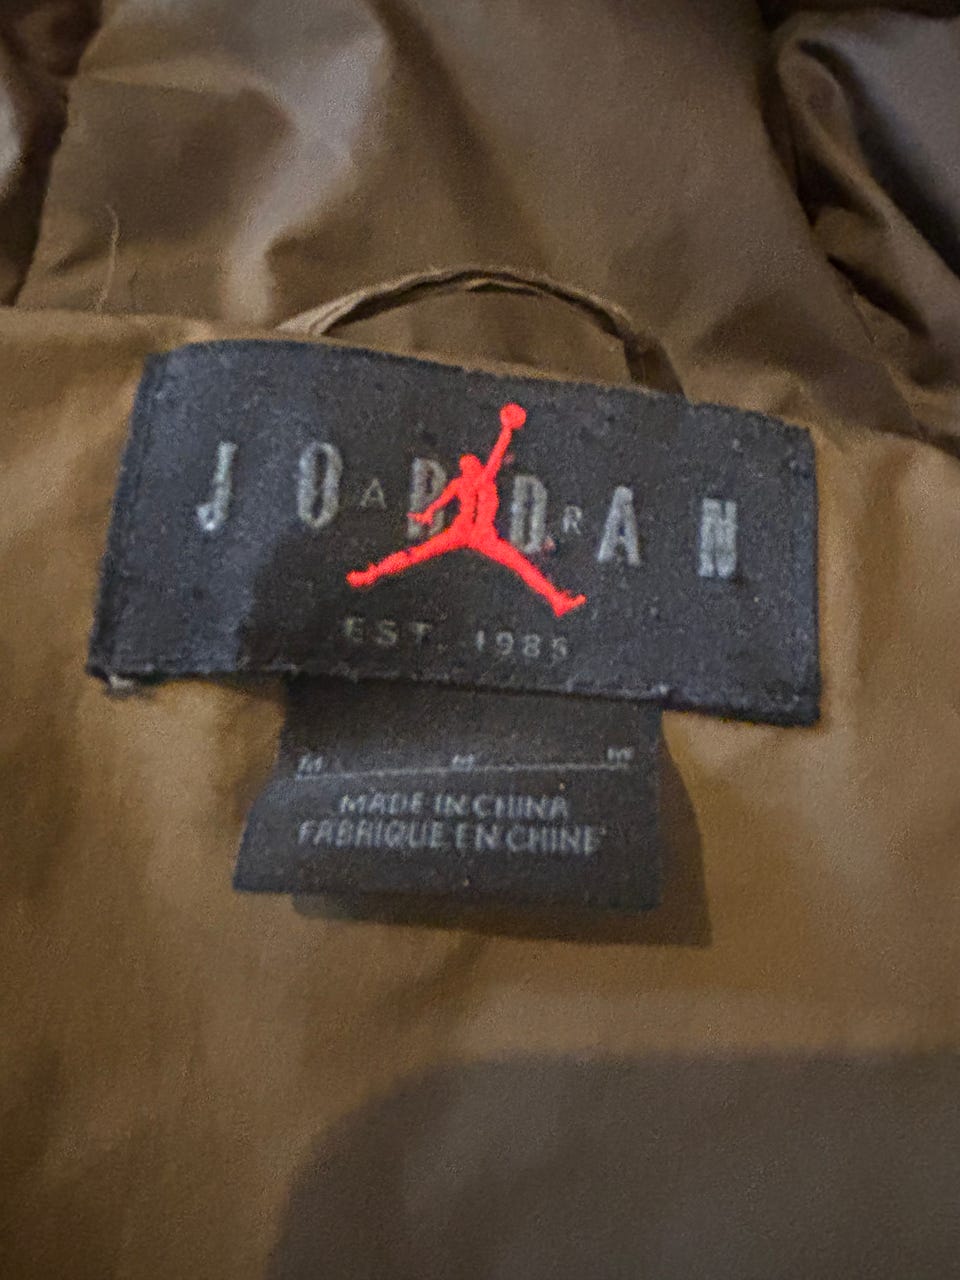 JORDAN
AIR
EST. 1985
M M M
MADE IN CHINA
FABRIQUE EN CHINE